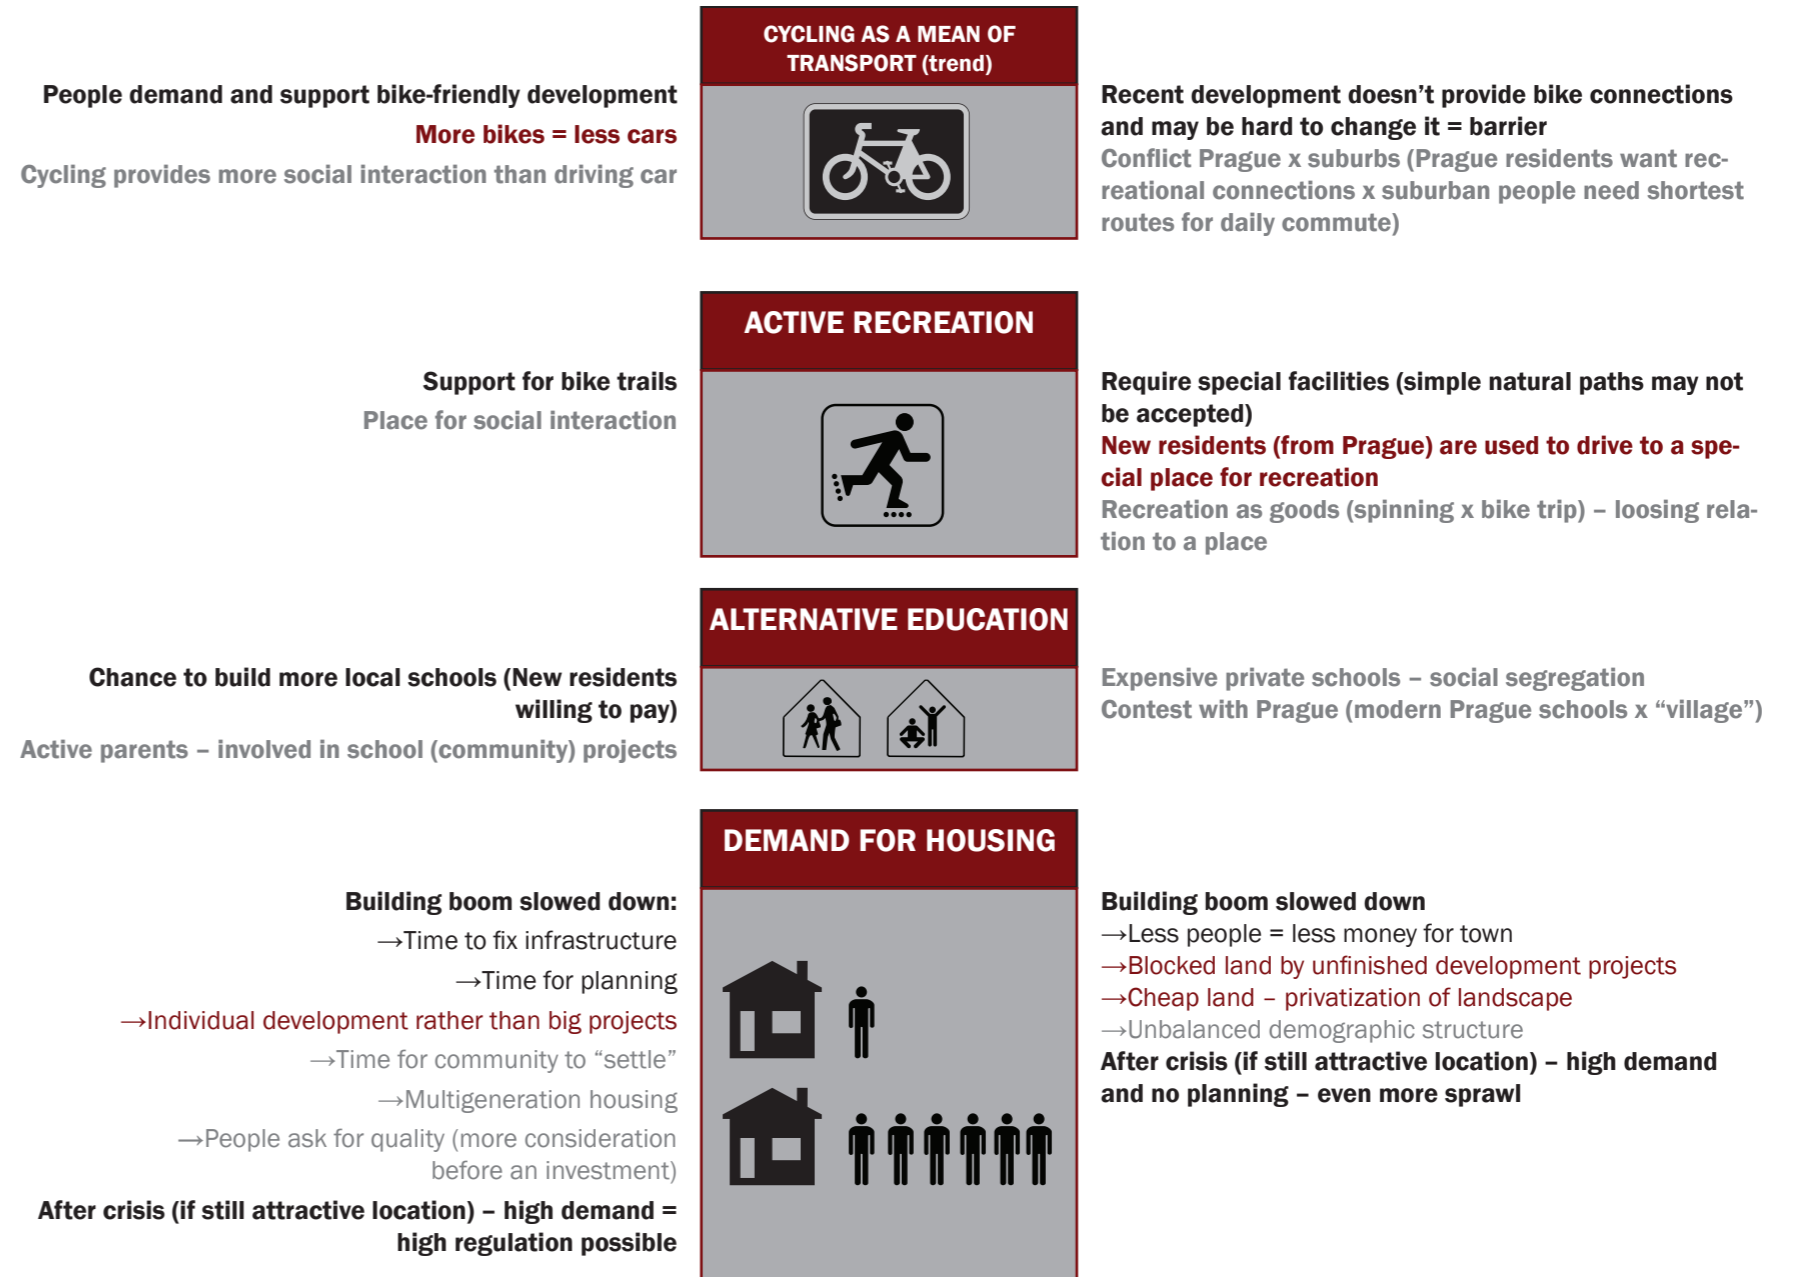 CYCLING AS A MEAN OF
TRANSPORT (trend)
People demand and support bike-friendly development
More bikes = less cars
Cycling provides more social interaction than driving car
Recent development doesn’t provide bike connections
and may be hard to change it = barrier
Conflict Prague x suburbs (Prague residents want rec-
reational connections x suburban people need shortest
routes for daily commute)
ACTIVE RECREATION
Support for bike trails
Place for social interaction
Require special facilities (simple natural paths may not
be accepted)
New residents (from Prague) are used to drive to a spe-
cial place for recreation
Recreation as goods (spinning x bike trip) – loosing rela-
tion to a place
ALTERNATIVE EDUCATION
Chance to build more local schools (New residents
willing to pay)
Active parents – involved in school (community) projects
Expensive private schools – social segregation
Contest with Prague (modern Prague schools x “village”)
DEMAND FOR HOUSING
Building boom slowed down:
→Time to fix infrastructure
→Time for planning
→Individual development rather than big projects
→Time for community to “settle”
→Multigeneration housing
→People ask for quality (more consideration
before an investment)
After crisis (if still attractive location) – high demand =
high regulation possible
Building boom slowed down
→Less people = less money for town
→Blocked land by unfinished development projects
→Cheap land – privatization of landscape
→Unbalanced demographic structure
After crisis (if still attractive location) – high demand
and no planning – even more sprawl